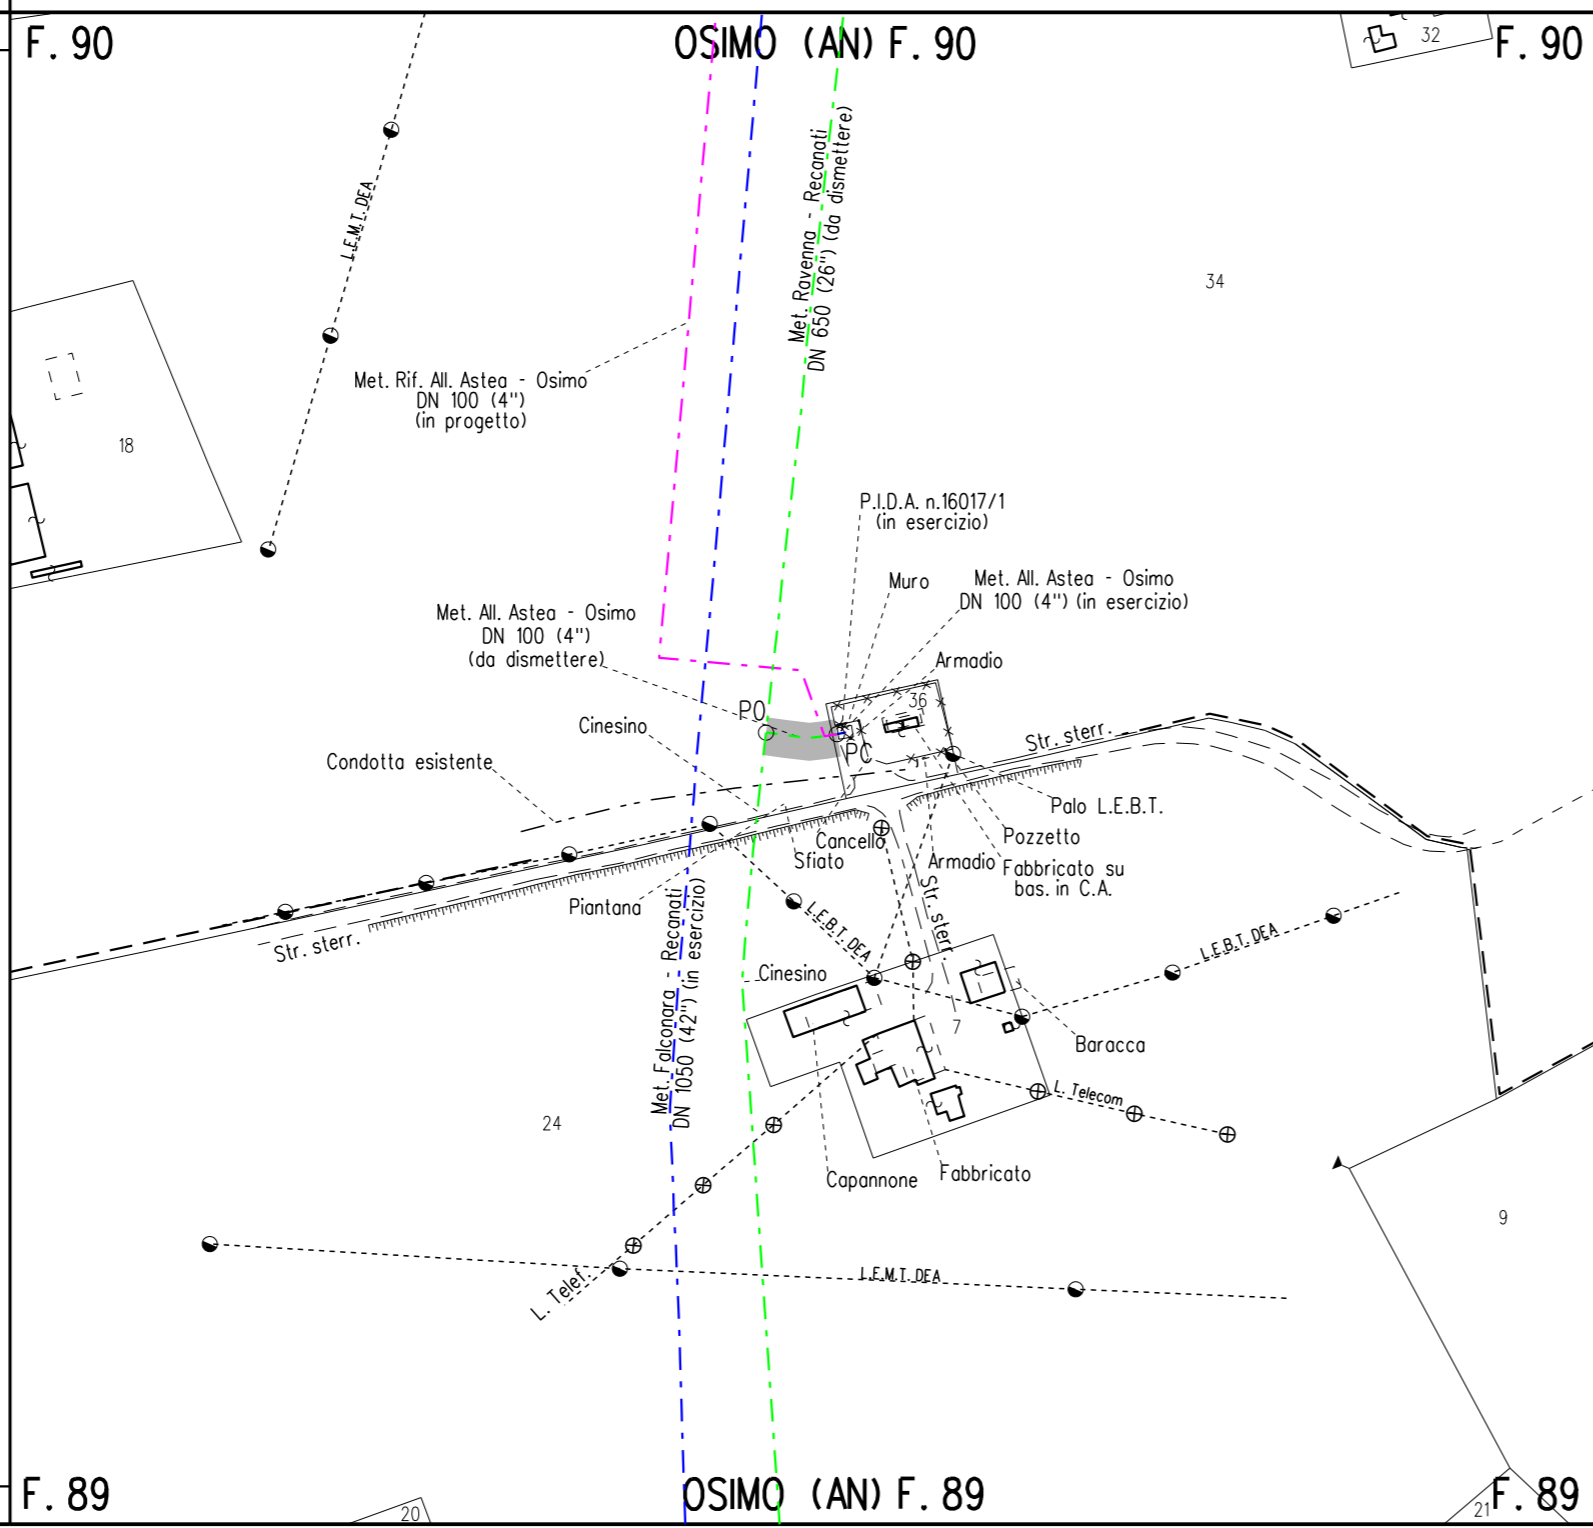 F. 90
OSIMO (AN) F. 90
F. 90
32
L.E.M.T. DEA
Met. Ravenna - Recanati
DN 650 (26") (da dismettere)
34
Met. Rif. All. Astea - Osimo
DN 100 (4")
(in progetto)
18
P.I.D.A. n.16017/1
(in esercizio)
Muro
Met. All. Astea - Osimo
DN 100 (4") (in esercizio)
Met. All. Astea - Osimo
DN 100 (4")
(da dismettere)
Armadio
36
PO
Cinesino
PC
Str. sterr.
Condotta esistente
Palo L.E.B.T.
Pozzetto
Cancello
Sfiato
Armadio
Fabbricato su
bas. in C.A.
Piantana
Str. sterr.
L.E.B.T. DEA
Str. sterr.
L.E.B.T. DEA
Cinesino
Met. Falconara - Recanati
DN 1050 (42") (in esercizio)
7
Baracca
L. Telecom
24
Capannone
Fabbricato
9
L. Telef.
L.E.M.T. DEA
F. 89
20
OSIMO (AN) F. 89
21
F. 89